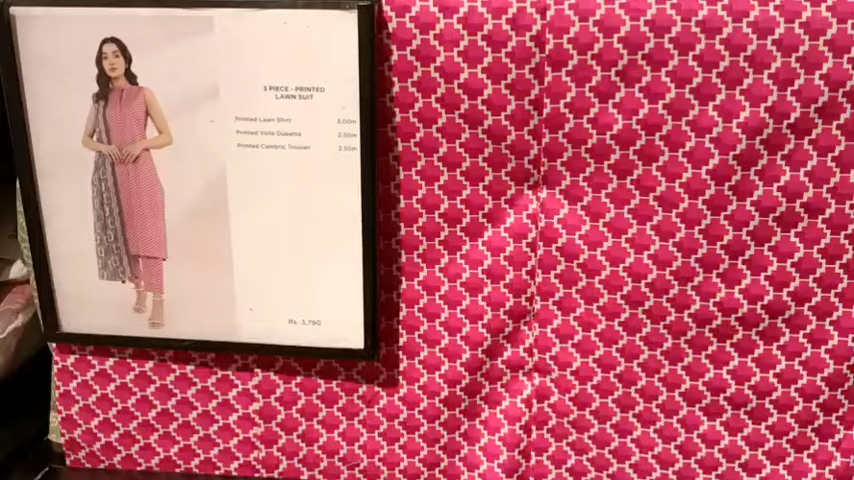 3 PIECE - PRINTED
LAWN SUIT
Printed Lawn Shirt 3.00m
Printed Voile Dupatta 2.50m
Printed Cambric Trouser 2.50m
Rs. 3,790